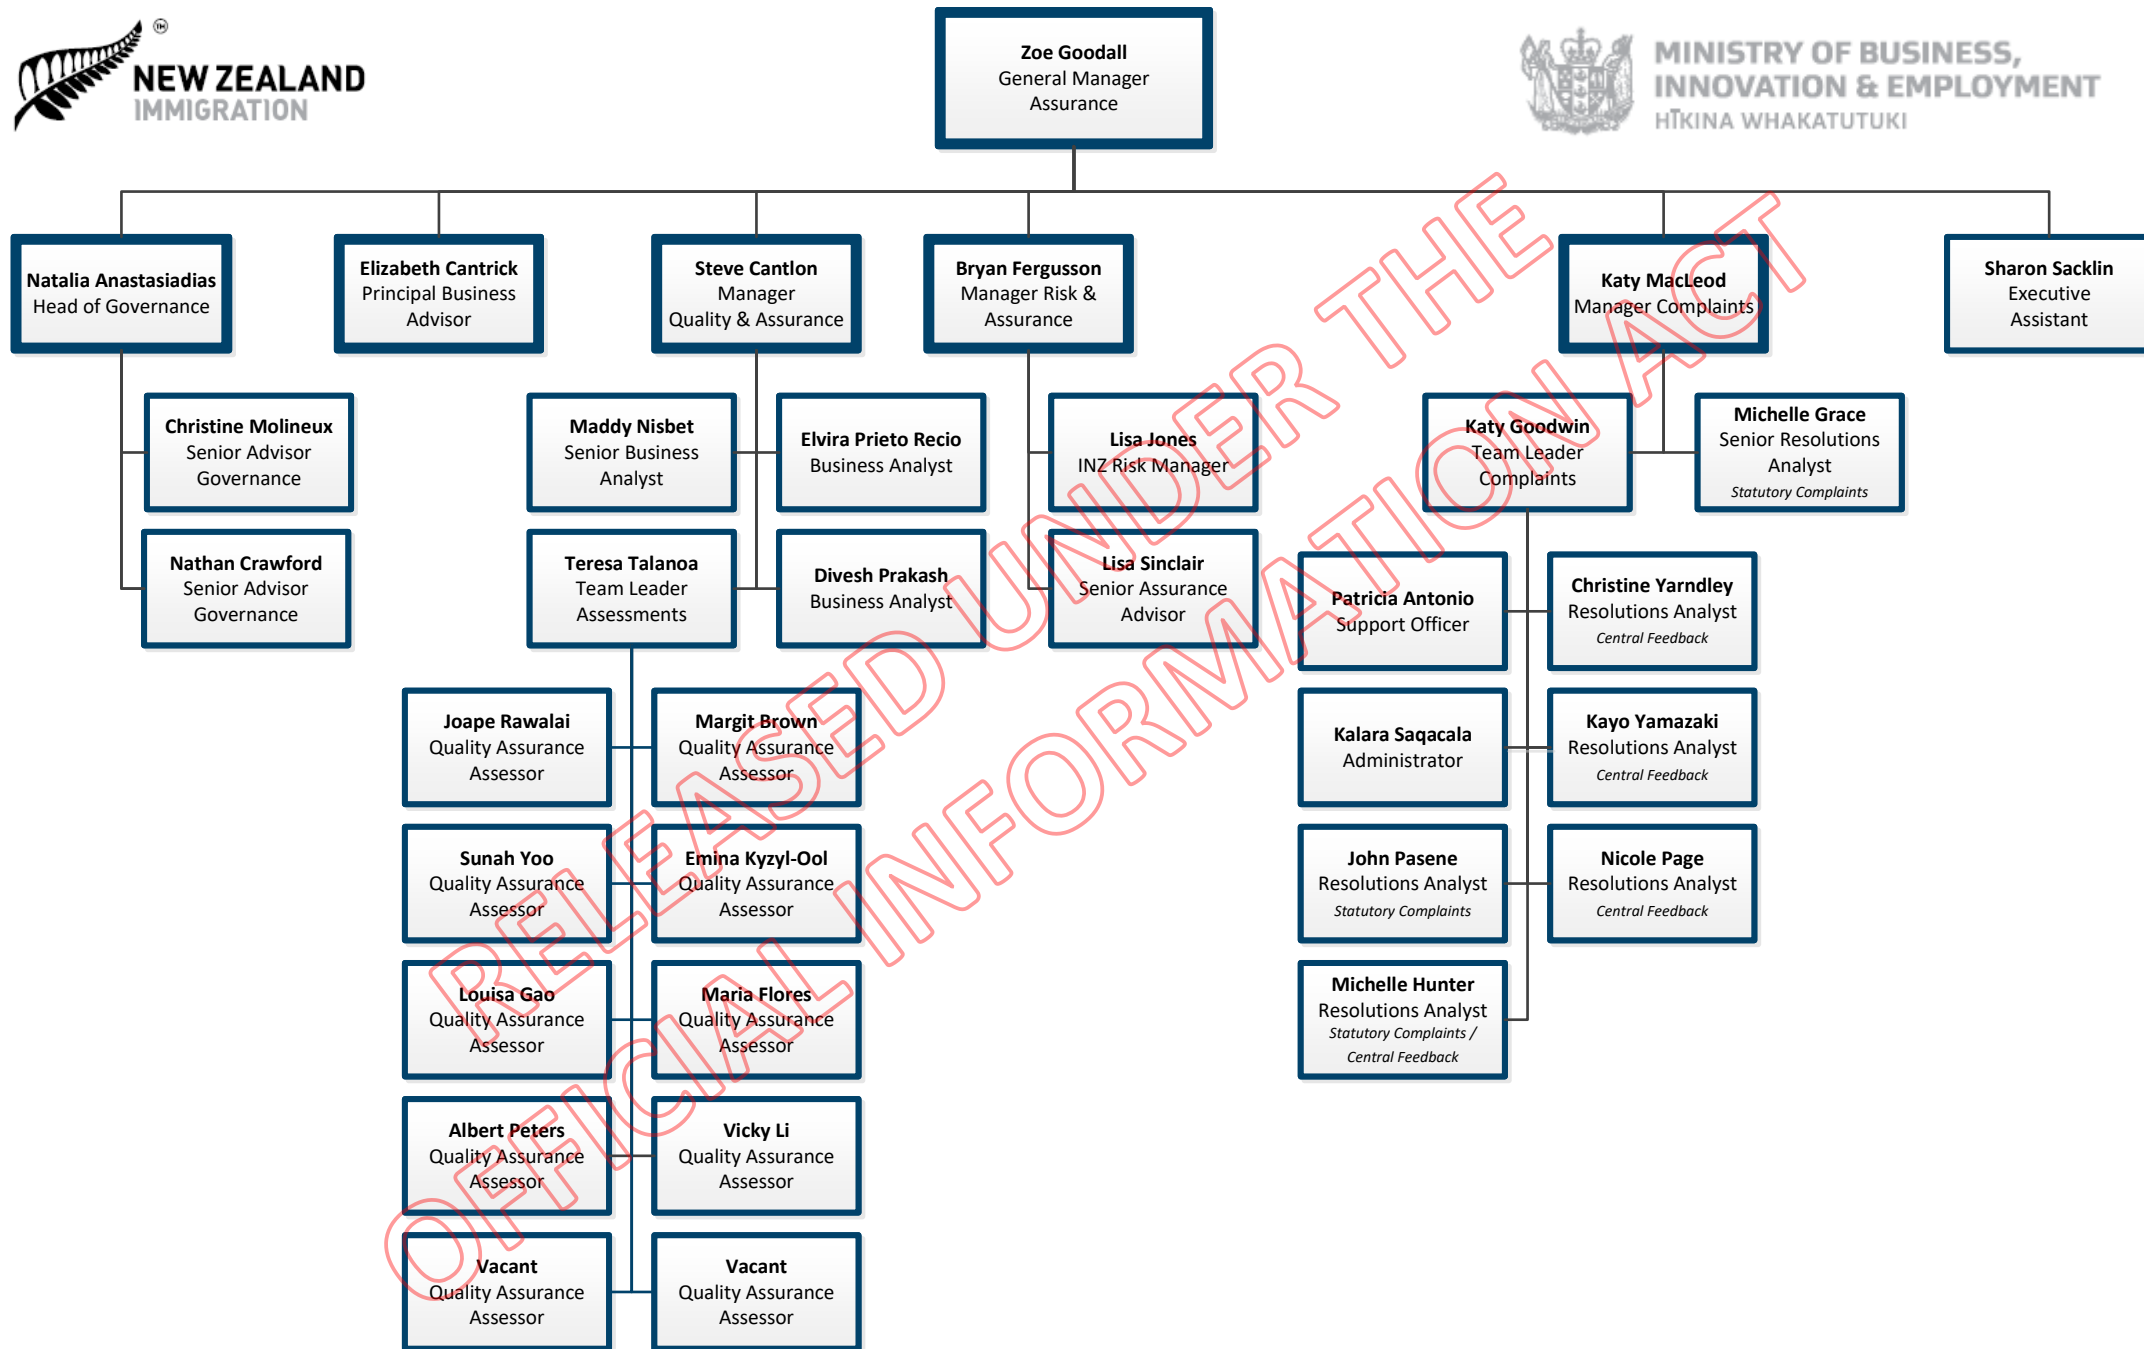 NEW ZEALAND
IMMIGRATION
TM
MINISTRY OF BUSINESS,
INNOVATION & EMPLOYMENT
HĪKINA WHAKATUTUKI
Zoe Goodall
General Manager
Assurance
Natalia Anastasiadias
Head of Governance
Elizabeth Cantrick
Principal Business
Advisor
Steve Cantlon
Manager
Quality & Assurance
Bryan Fergusson
Manager Risk &
Assurance
Katy MacLeod
Manager Complaints
Sharon Sacklin
Executive
Assistant
Christine Molineux
Senior Advisor
Governance
Nathan Crawford
Senior Advisor
Governance
Maddy Nisbet
Senior Business
Analyst
Elvira Prieto Recio
Business Analyst
Teresa Talanoa
Team Leader
Assessments
Divesh Prakash
Business Analyst
Lisa Jones
INZ Risk Manager
Lisa Sinclair
Senior Assurance
Advisor
Katy Goodwin
Team Leader
Complaints
Michelle Grace
Senior Resolutions
Analyst
Statutory Complaints
Joape Rawalai
Quality Assurance
Assessor
Margit Brown
Quality Assurance
Assessor
Sunah Yoo
Quality Assurance
Assessor
Emina Kyzyl-Ool
Quality Assurance
Assessor
Louisa Gao
Quality Assurance
Assessor
Maria Flores
Quality Assurance
Assessor
Albert Peters
Quality Assurance
Assessor
Vicky Li
Quality Assurance
Assessor
Vacant
Quality Assurance
Assessor
Vacant
Quality Assurance
Assessor
Patricia Antonio
Support Officer
Christine Yarndley
Resolutions Analyst
Central Feedback
Kalara Saqacala
Administrator
Kayo Yamazaki
Resolutions Analyst
Central Feedback
John Pasene
Resolutions Analyst
Statutory Complaints
Nicole Page
Resolutions Analyst
Central Feedback
Michelle Hunter
Resolutions Analyst
Statutory Complaints /
Central Feedback
RELEASED UNDER THE
OFFICIAL INFORMATION ACT